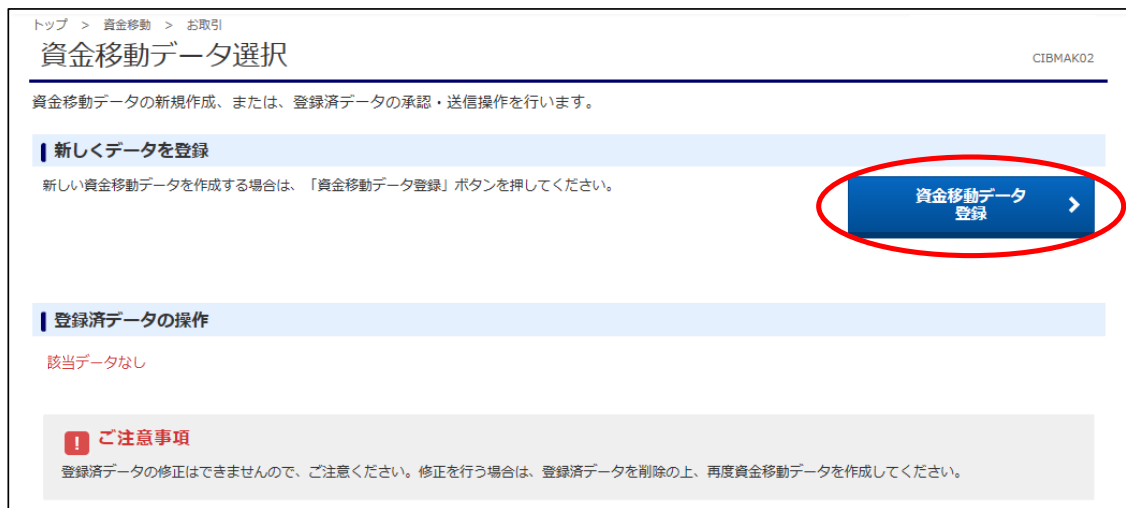 トップ > 資金移動 > お取引
資金移動データ選択
CIBMAK02
資金移動データの新規作成、または、登録済データの承認・送信操作を行います。
新しくデータを登録
新しい資金移動データを作成する場合は、「資金移動データ登録」ボタンを押してください。
資金移動データ
登録
登録済データの操作
該当データなし
ご注意事項
登録済データの修正はできませんので、ご注意ください。修正を行う場合は、登録済データを削除の上、再度資金移動データを作成してください。